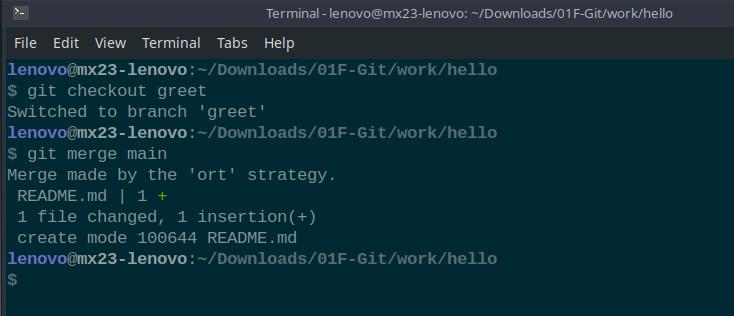 Terminal - lenovo@mx23-lenovo: ~/Downloads/01F-Git/work/hello
File Edit View Terminal Tabs Help
lenovo@mx23-lenovo:~/Downloads/01F-Git/work/hello
$ git checkout greet
Switched to branch 'greet'
lenovo@mx23-lenovo:~/Downloads/01F-Git/work/hello
$ git merge main
Merge made by the 'ort' strategy.
 README.md | 1 +
 1 file changed, 1 insertion(+)
 create mode 100644 README.md
lenovo@mx23-lenovo:~/Downloads/01F-Git/work/hello
$